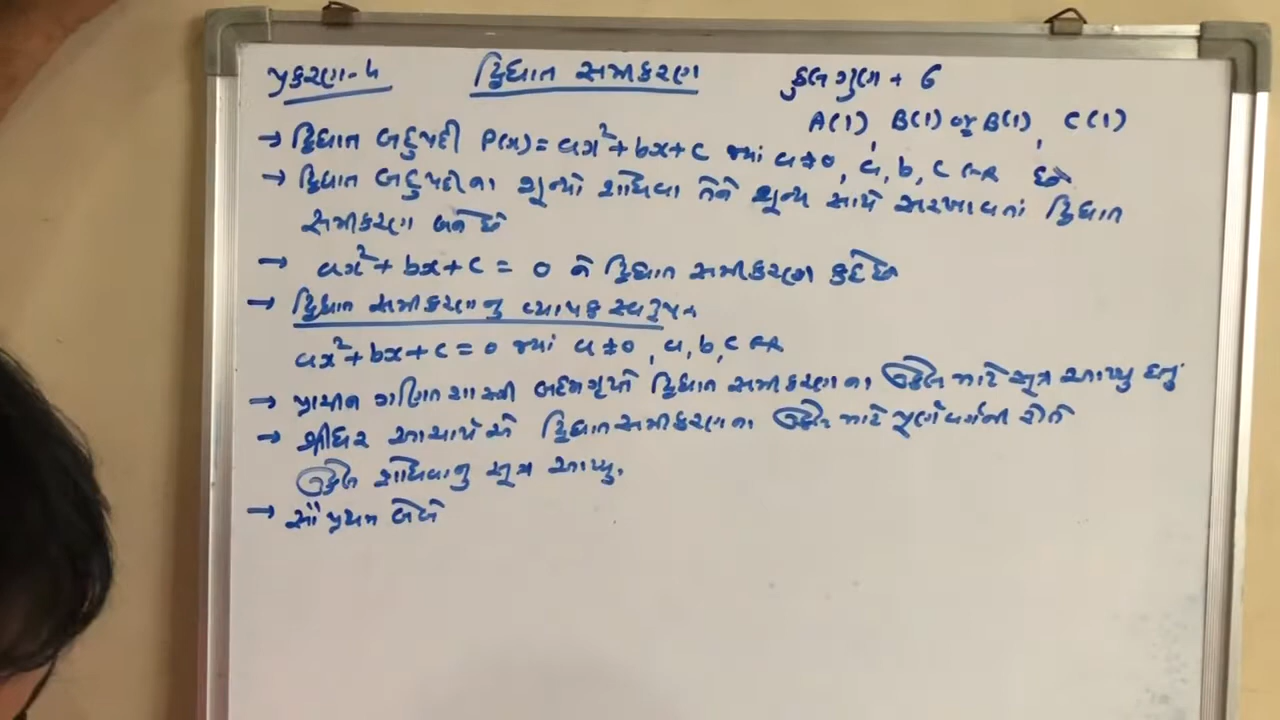 પ્રકરણ-૪ દ્વિઘાત સમીકરણ કુલ ગુણ - 6
A(1), B(1) or B(1), C(1)
→ દ્વિઘાત બહુપદી P(x) = ax²+bx+c જ્યાં a≠0, a, b, c ∈R છે
→ દ્વિઘાત બહુપદીના શૂન્યો શોધવા તેને શૂન્ય સાથે સરખાવતાં દ્વિઘાત
સમીકરણ બને છે
→ ax²+bx+c = 0 ને દ્વિઘાત સમીકરણ કહે છે
→ દ્વિઘાત સમીકરણનું વ્યાપક સ્વરૂપ:-
ax²+bx+c=0 જ્યાં a≠0, a, b, c ∈R
→ પ્રાચીન ગણિતશાસ્ત્રી બ્રહ્મગુપ્તે દ્વિઘાત સમીકરણના ઉકેલ માટે સૂત્ર આપ્યુ હતું
→ શ્રીધર આચાર્યએ દ્વિઘાત સમીકરણના ઉકેલ માટે પૂર્ણવર્ગની રીતે
ઉકેલ શોધવાનુ સૂત્ર આપ્યુ.
→ સૌ પ્રથમ